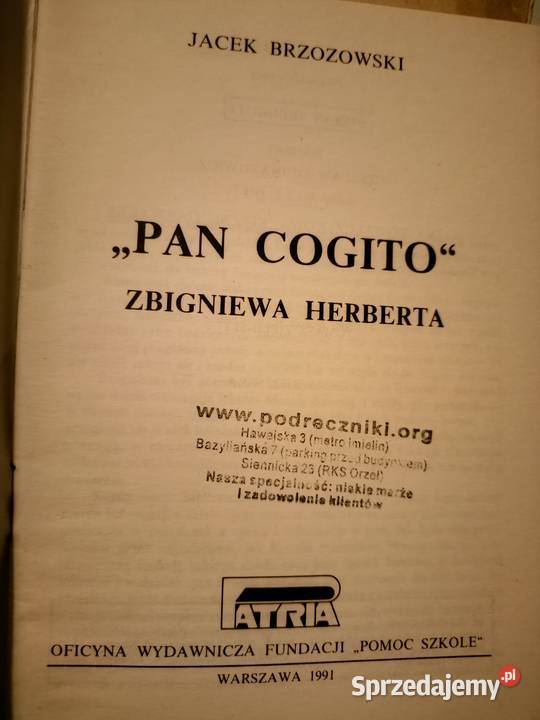 JACEK BRZOZOWSKI
„PAN COGITO“
ZBIGNIEWA HERBERTA
www.podreczniki.org
Hawajska 3 (metro Imielin)
Bazyliańska 7 (parking przed budynkiem)
Siennicka 23 (RKS Orzeł)
Nasza specjalność: niskie marże
i zadowolenie klientów
PATRIA
OFICYNA WYDAWNICZA FUNDACJI „POMOC SZKOLE“
WARSZAWA 1991
Sprzedajemy.pl